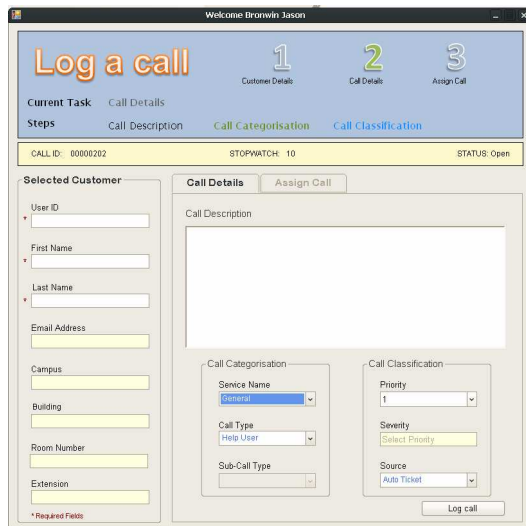 Welcome Bronwin Jason
Log a call
1 2 3
Customer Details Call Details Assign Call
Current Task Call Details
Steps Call Description Call Categorisation Call Classification
CALL ID: 00000202 STOPWATCH: 10 STATUS: Open
Selected Customer
User ID
*
First Name
*
Last Name
*
Email Address
Campus
Building
Room Number
Extension
* Required Fields
Call Details Assign Call
Call Description
Call Categorisation
Service Name
General
Call Type
Help User
Sub-Call Type
Call Classification
Priority
1
Severity
Select Priority
Source
Auto Ticket
Log call